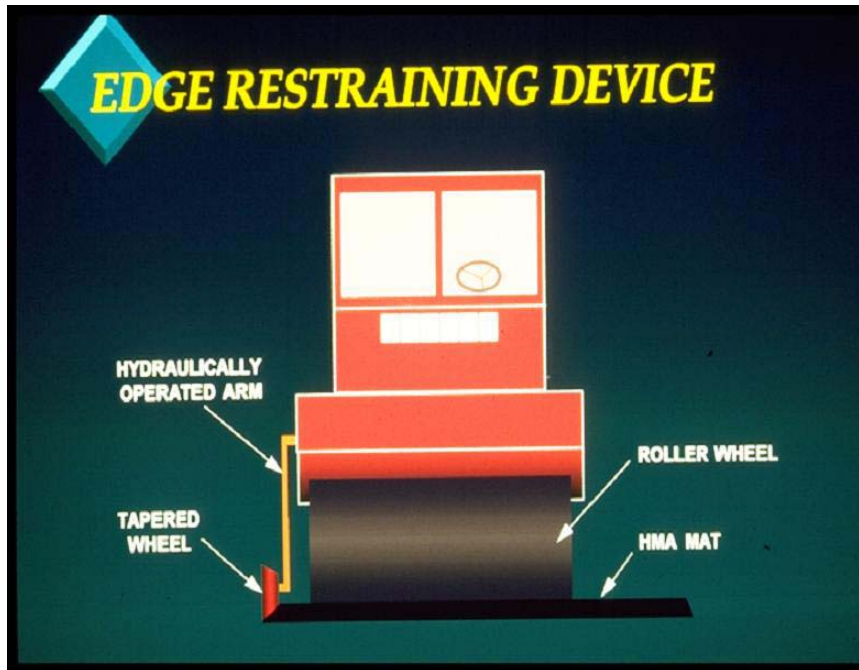 EDGE RESTRAINING DEVICE
HYDRAULICALLY
OPERATED ARM
TAPERED
WHEEL
ROLLER WHEEL
HMA MAT